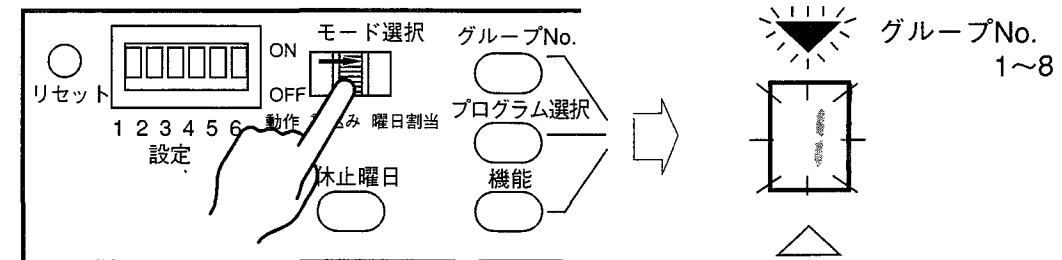 リセット
1 2 3 4 5 6
設定
ON
OFF
モード選択
動作
み 曜日割当
休止曜日
グループNo.
プログラム選択
機能
グループNo.
1〜8
1